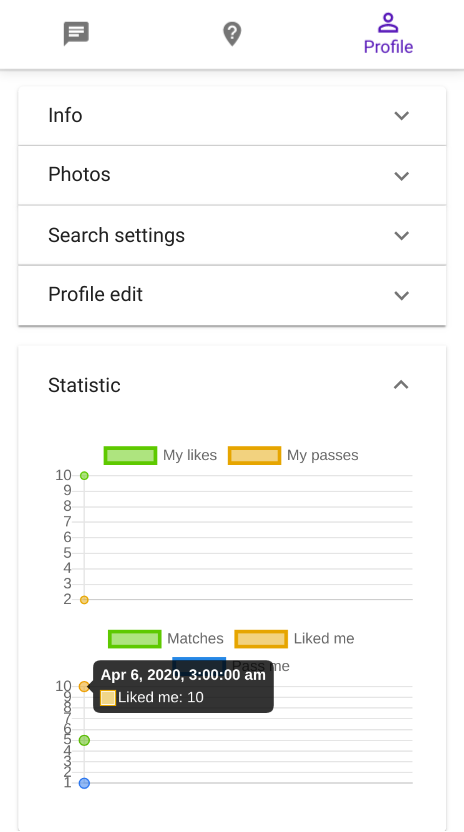 Profile
Info
Photos
Search settings
Profile edit
Statistic
My likes My passes
10
9
8
7
6
5
4
3
2
Matches Liked me
Pass me
Apr 6, 2020, 3:00:00 am
Liked me: 10
10
9
8
7
6
5
4
3
2
1